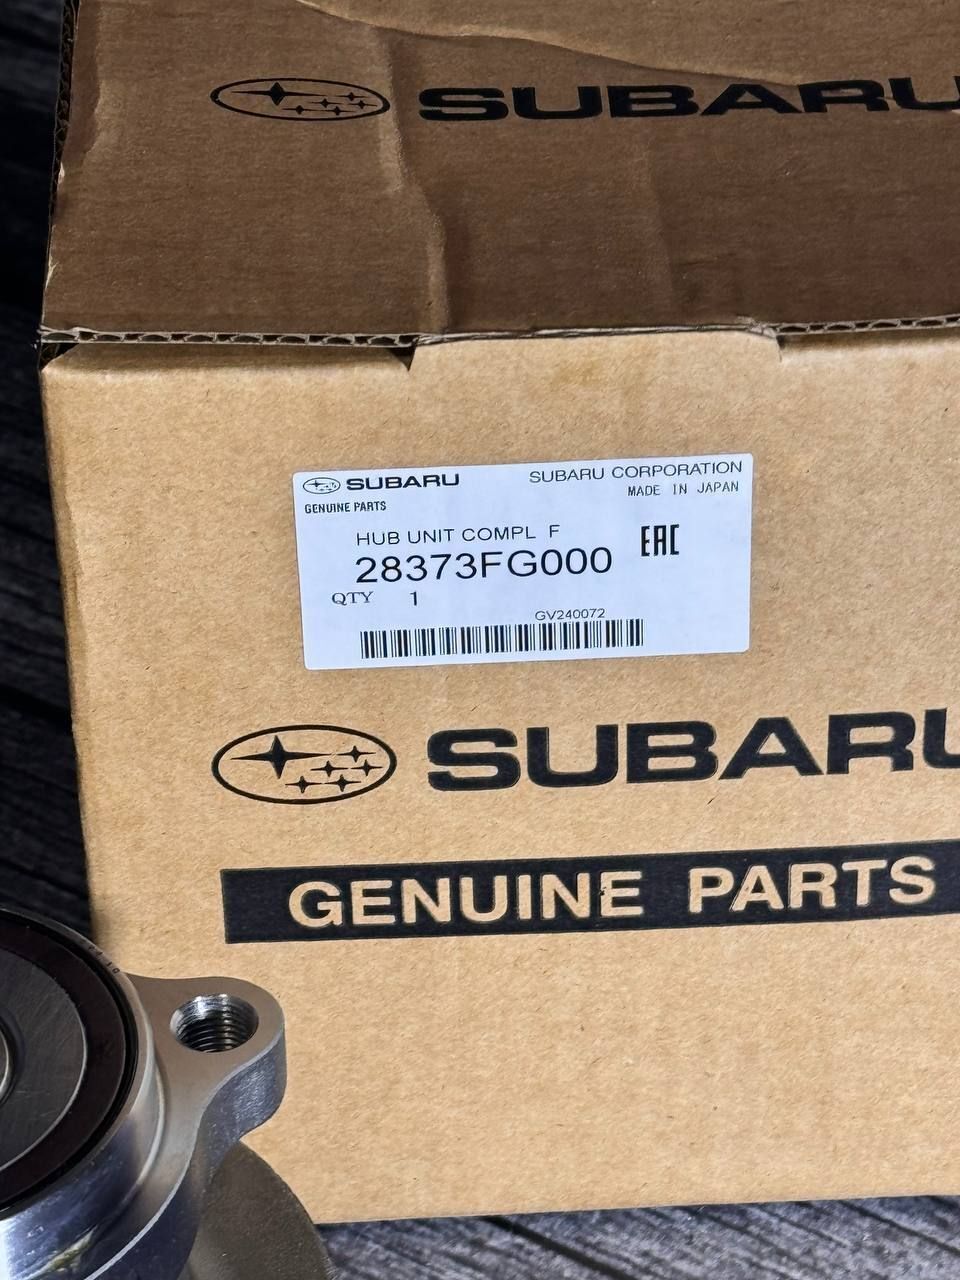 SUBARU
SUBARU
SUBARU CORPORATION
GENUINE PARTS
MADE IN JAPAN
HUB UNIT COMPL F
EAC
28373FG000
QTY 1
GV240072
SUBARU
GENUINE PARTS